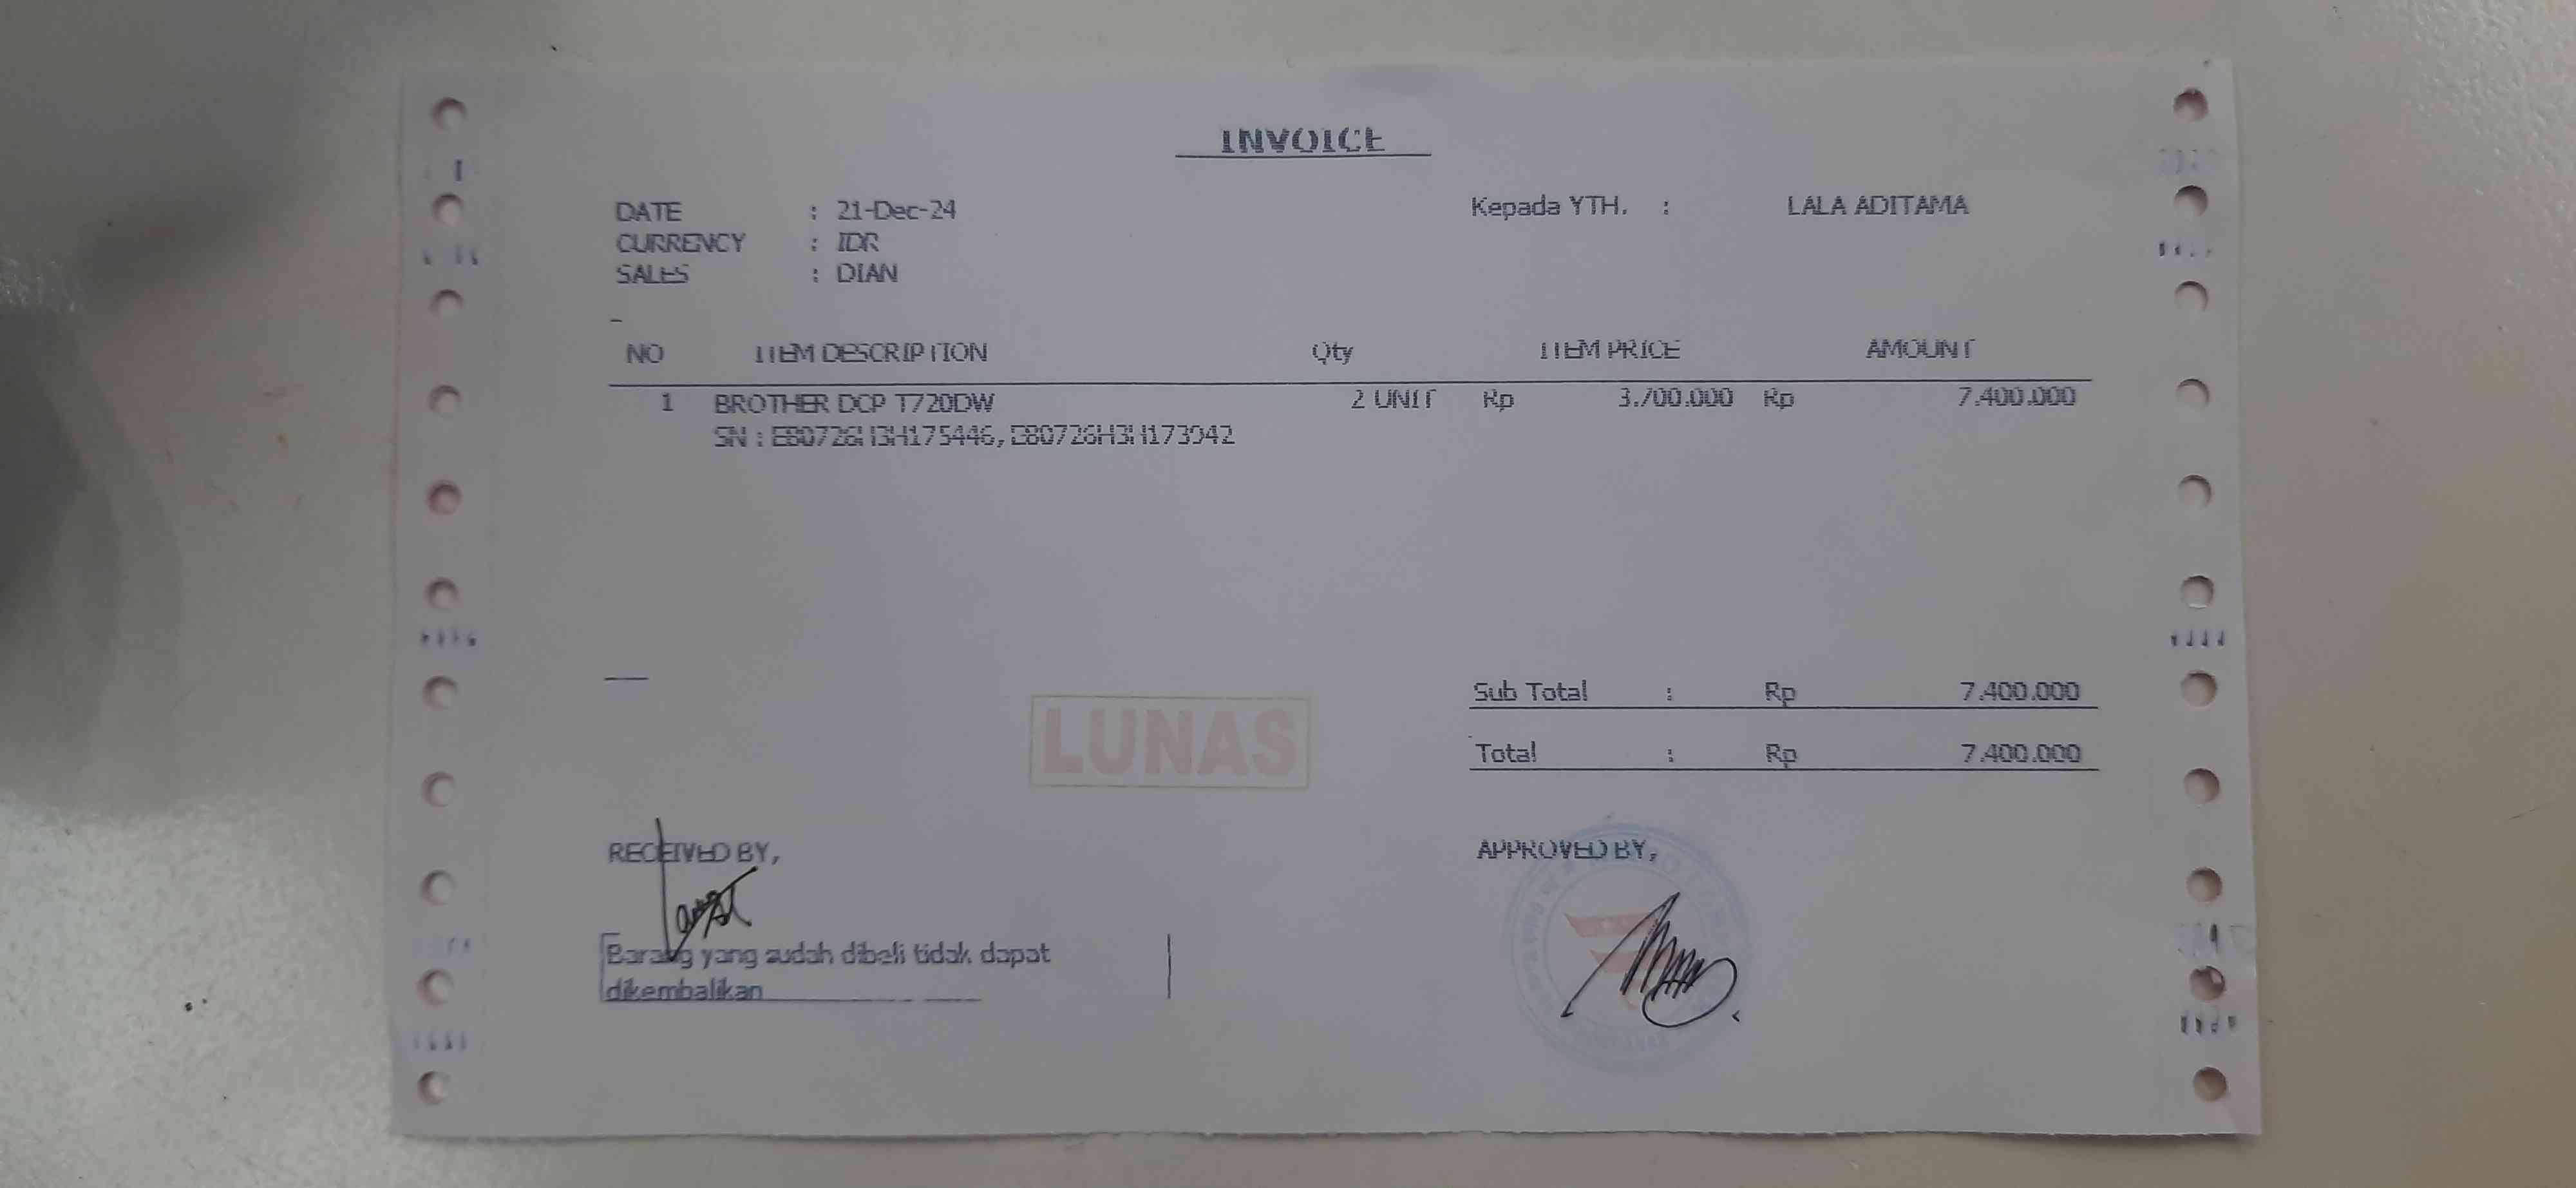 INVOICE
DATE : 21-Dec-24
Kepada YTH. : LALA ADITAMA
CURRENCY : IDR
SALES : DIAN
NO ITEM DESCRIPTION Qty ITEM PRICE AMOUNT
1 BROTHER DCP T720DW 2 UNIT Rp 3.700.000 Rp 7.400.000
SN : E80726H3H175446, E80726H3H173942
Sub Total : Rp 7.400.000
LUNAS
Total : Rp 7.400.000
RECEIVED BY,
APPROVED BY,
Barang yang sudah dibeli tidak dapat
dikembalikan